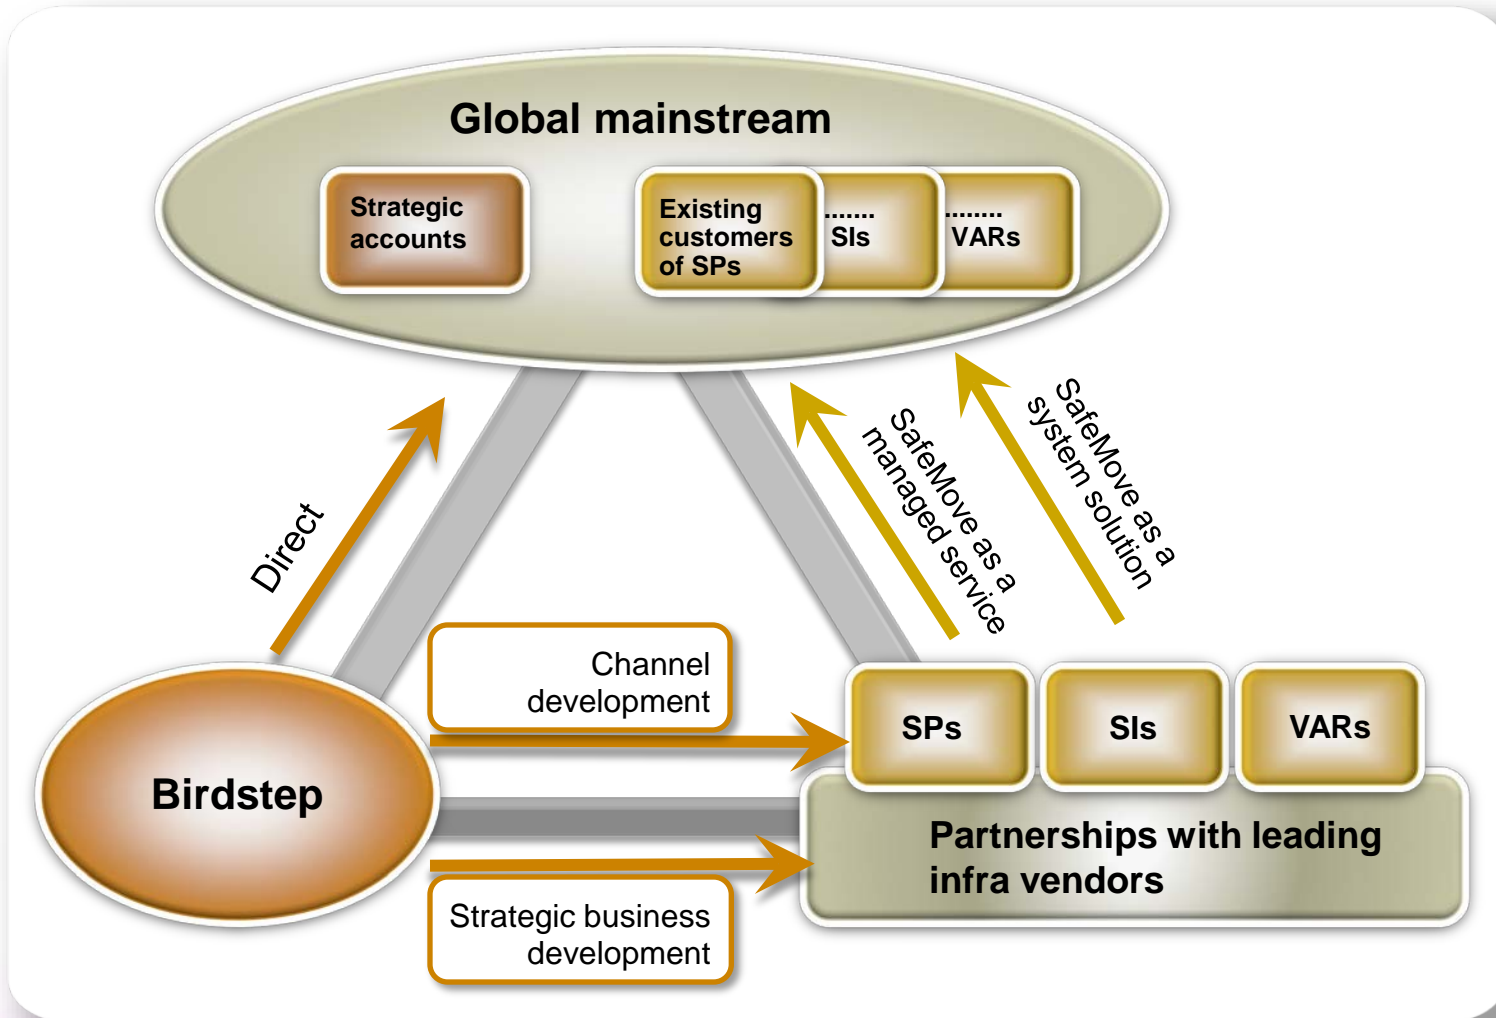 Global mainstream
Strategic
accounts
Existing
customers
of SPs
.......
SIs
........
VARs
Direct
SafeMove as a
managed service
SafeMove as a
system solution
Channel
development
SPs
SIs
VARs
Birdstep
Partnerships with leading
infra vendors
Strategic business
development